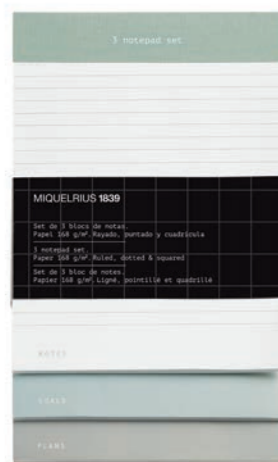 3 notepad set
MIQUELRIUS 1839
Set de 3 blocs de notas.
Papel 168 g/m². Rayado, puntado y cuadrícula
3 notepad set.
Paper 168 g/m². Ruled, dotted & squared
Set de 3 bloc de notes.
Papier 168 g/m². Ligné, pointillé et quadrillé
NOTES
GOALS
PLANS